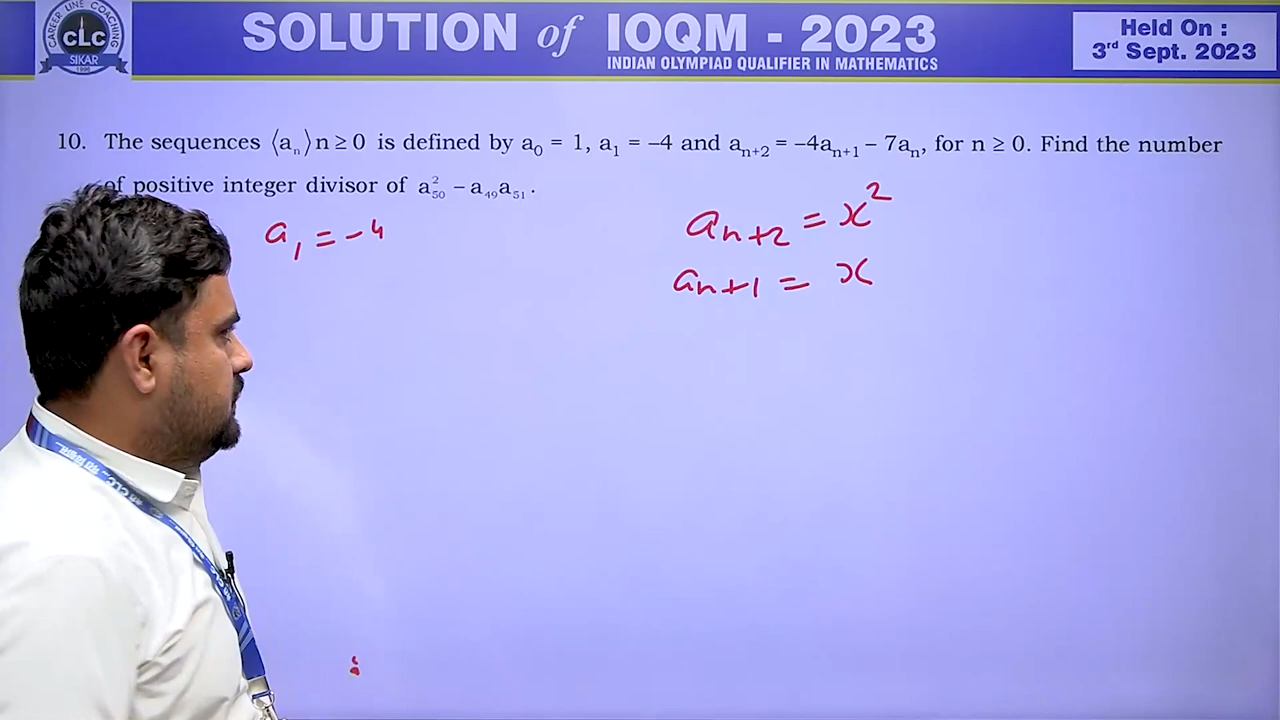 CAREER LINE COACHING
CLC
SIKAR
1996
SOLUTION of IOQM - 2023
INDIAN OLYMPIAD QUALIFIER IN MATHEMATICS
Held On :
3rd Sept. 2023
10. The sequences ⟨aₙ⟩ n ≥ 0 is defined by a₀ = 1, a₁ = –4 and aₙ₊₂ = –4aₙ₊₁ – 7aₙ, for n ≥ 0. Find the number
of positive integer divisor of a²₅₀ – a₄₉a₅₁.
a₁ = -4
aₙ₊₂ = x²
aₙ₊₁ = x